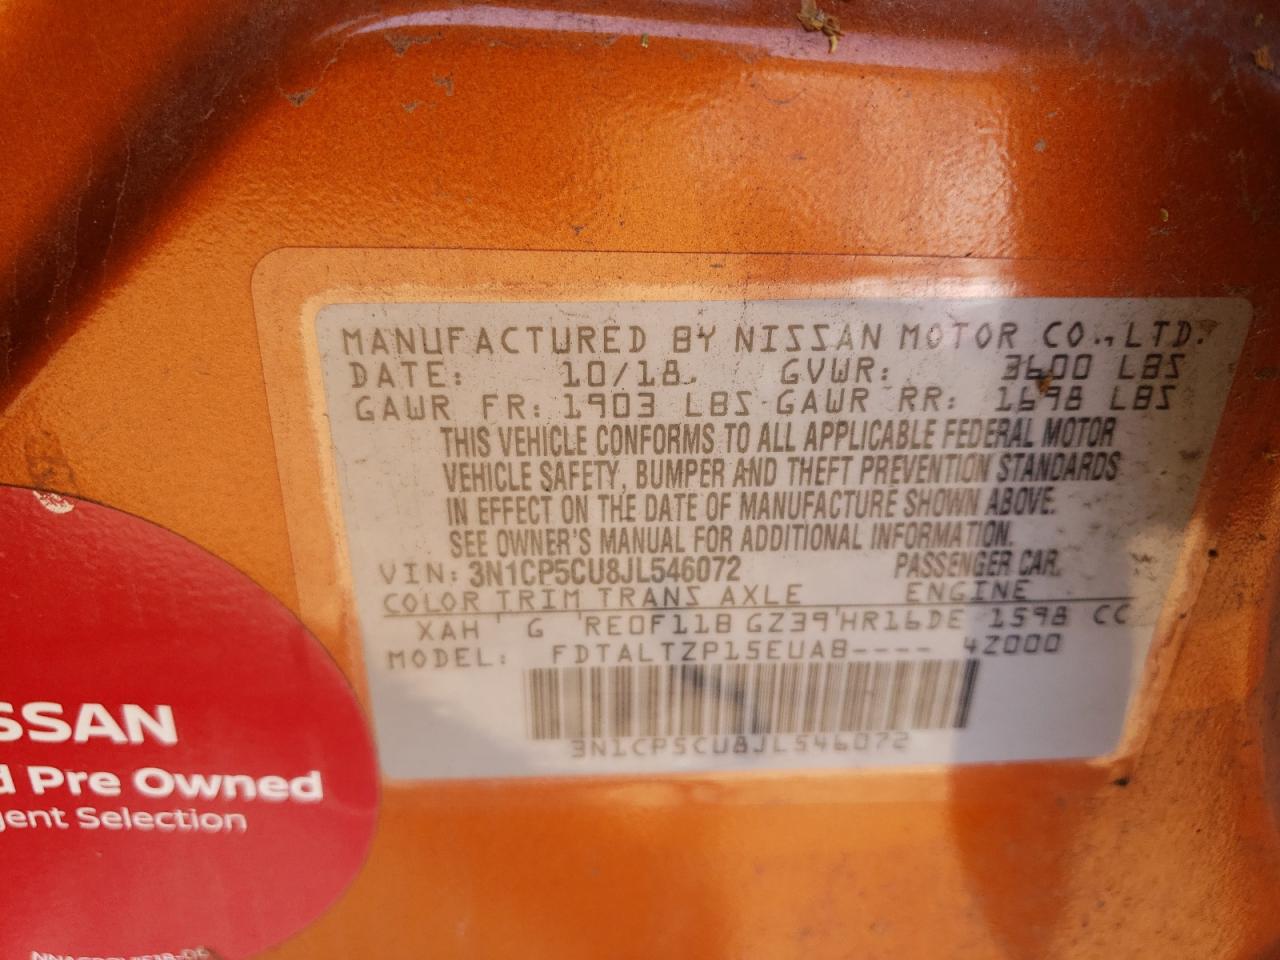 MANUFACTURED BY NISSAN MOTOR CO., LTD.
DATE: 10/18 GVWR: 3600 LBS
GAWR FR: 1903 LBS GAWR RR: 1698 LBS
THIS VEHICLE CONFORMS TO ALL APPLICABLE FEDERAL MOTOR
VEHICLE SAFETY, BUMPER AND THEFT PREVENTION STANDARDS
IN EFFECT ON THE DATE OF MANUFACTURE SHOWN ABOVE.
SEE OWNER'S MANUAL FOR ADDITIONAL INFORMATION.
VIN: 3N1CP5CU8JL546072 PASSENGER CAR.
COLOR TRIM TRANS AXLE ENGINE
XAH G RE0F11B GZ39 HR16DE 1598 CC
MODEL: FDTALTZP15EUAB---- 4Z000
3N1CP5CU8JL546072
SSAN
d Pre Owned
gent Selection